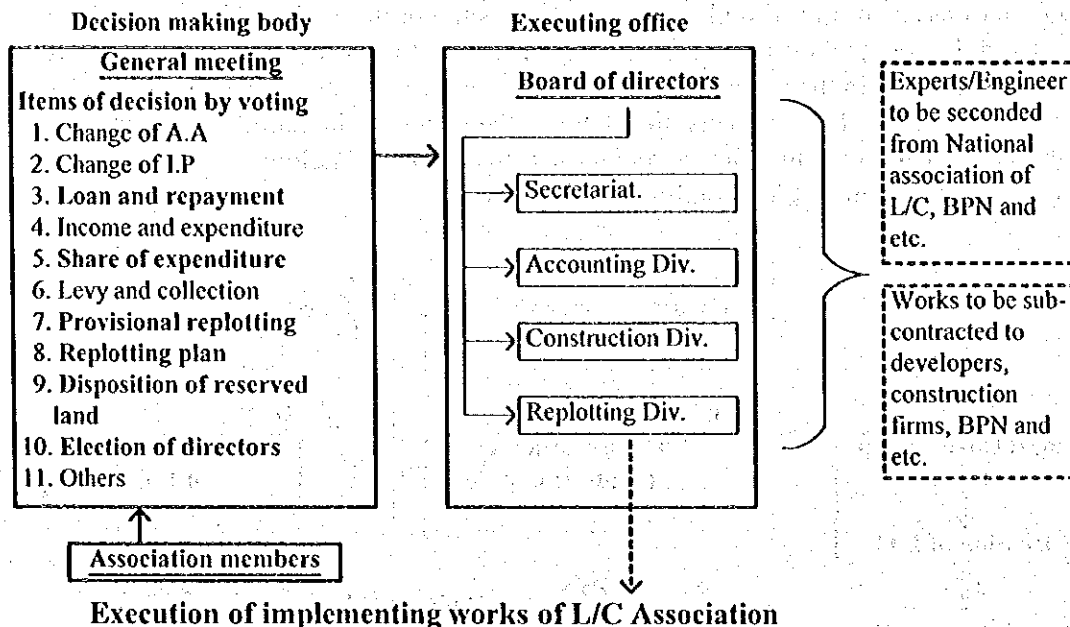 Decision making body
General meeting
Items of decision by voting
1. Change of A.A
2. Change of I.P
3. Loan and repayment
4. Income and expenditure
5. Share of expenditure
6. Levy and collection
7. Provisional replotting
8. Replotting plan
9. Disposition of reserved
land
10. Election of directors
11. Others
Association members
Executing office
Board of directors
Secretariat.
Accounting Div.
Construction Div.
Replotting Div.
Experts/Engineer
to be seconded
from National
association of
L/C, BPN and
etc.
Works to be sub-
contracted to
developers,
construction
firms, BPN and
etc.
Execution of implementing works of L/C Association